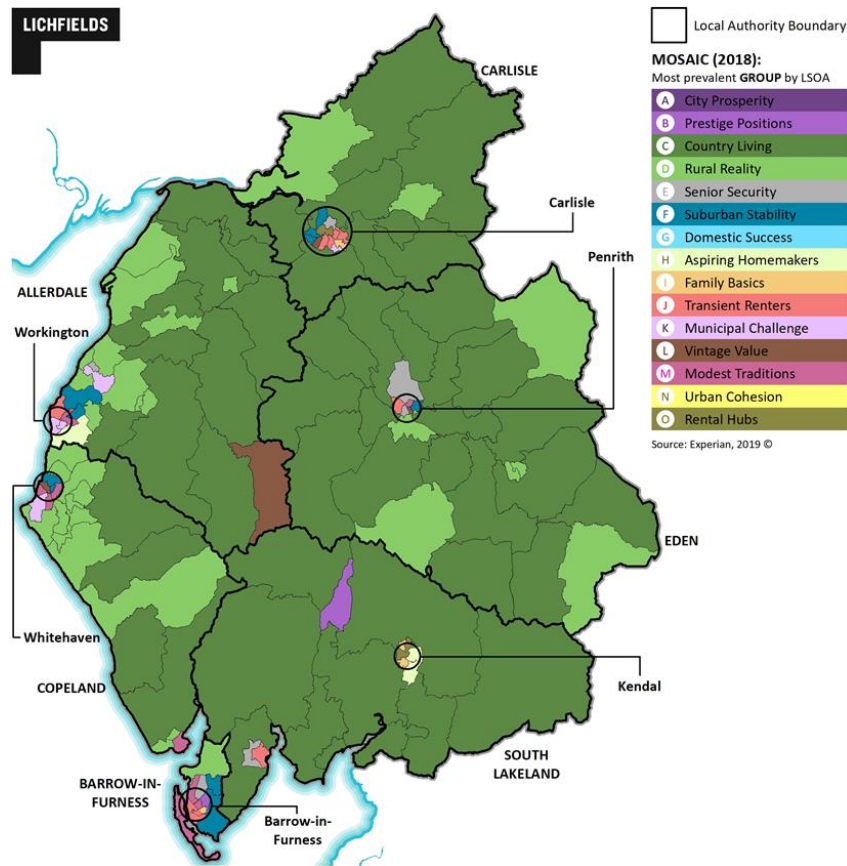 LICHFIELDS
Local Authority Boundary
MOSAIC (2018):
Most prevalent GROUP by LSOA
A City Prosperity
B Prestige Positions
C Country Living
D Rural Reality
E Senior Security
F Suburban Stability
G Domestic Success
H Aspiring Homemakers
I Family Basics
J Transient Renters
K Municipal Challenge
L Vintage Value
M Modest Traditions
N Urban Cohesion
O Rental Hubs
Source: Experian, 2019 ©
CARLISLE
Carlisle
Penrith
ALLERDALE
Workington
EDEN
Whitehaven
COPELAND
Kendal
SOUTH
LAKELAND
BARROW-IN-
FURNESS
Barrow-in-
Furness